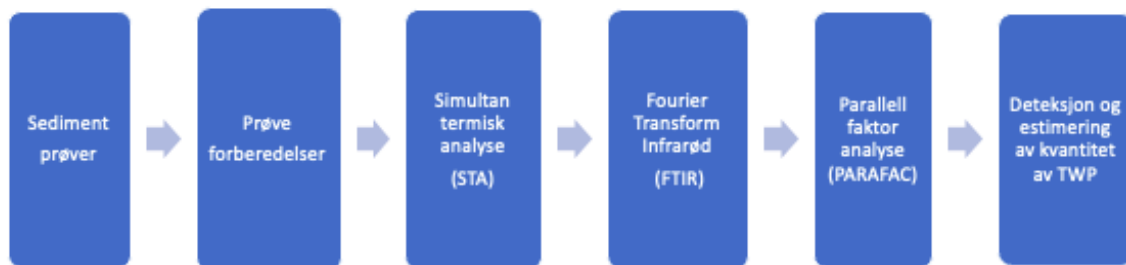 Sediment
prøver
Prøve
forberedelser
Simultan
termisk
analyse
(STA)
Fourier
Transform
Infrarød
(FTIR)
Parallell
faktor
analyse
(PARAFAC)
Deteksjon og
estimering
av kvantitet
av TWP